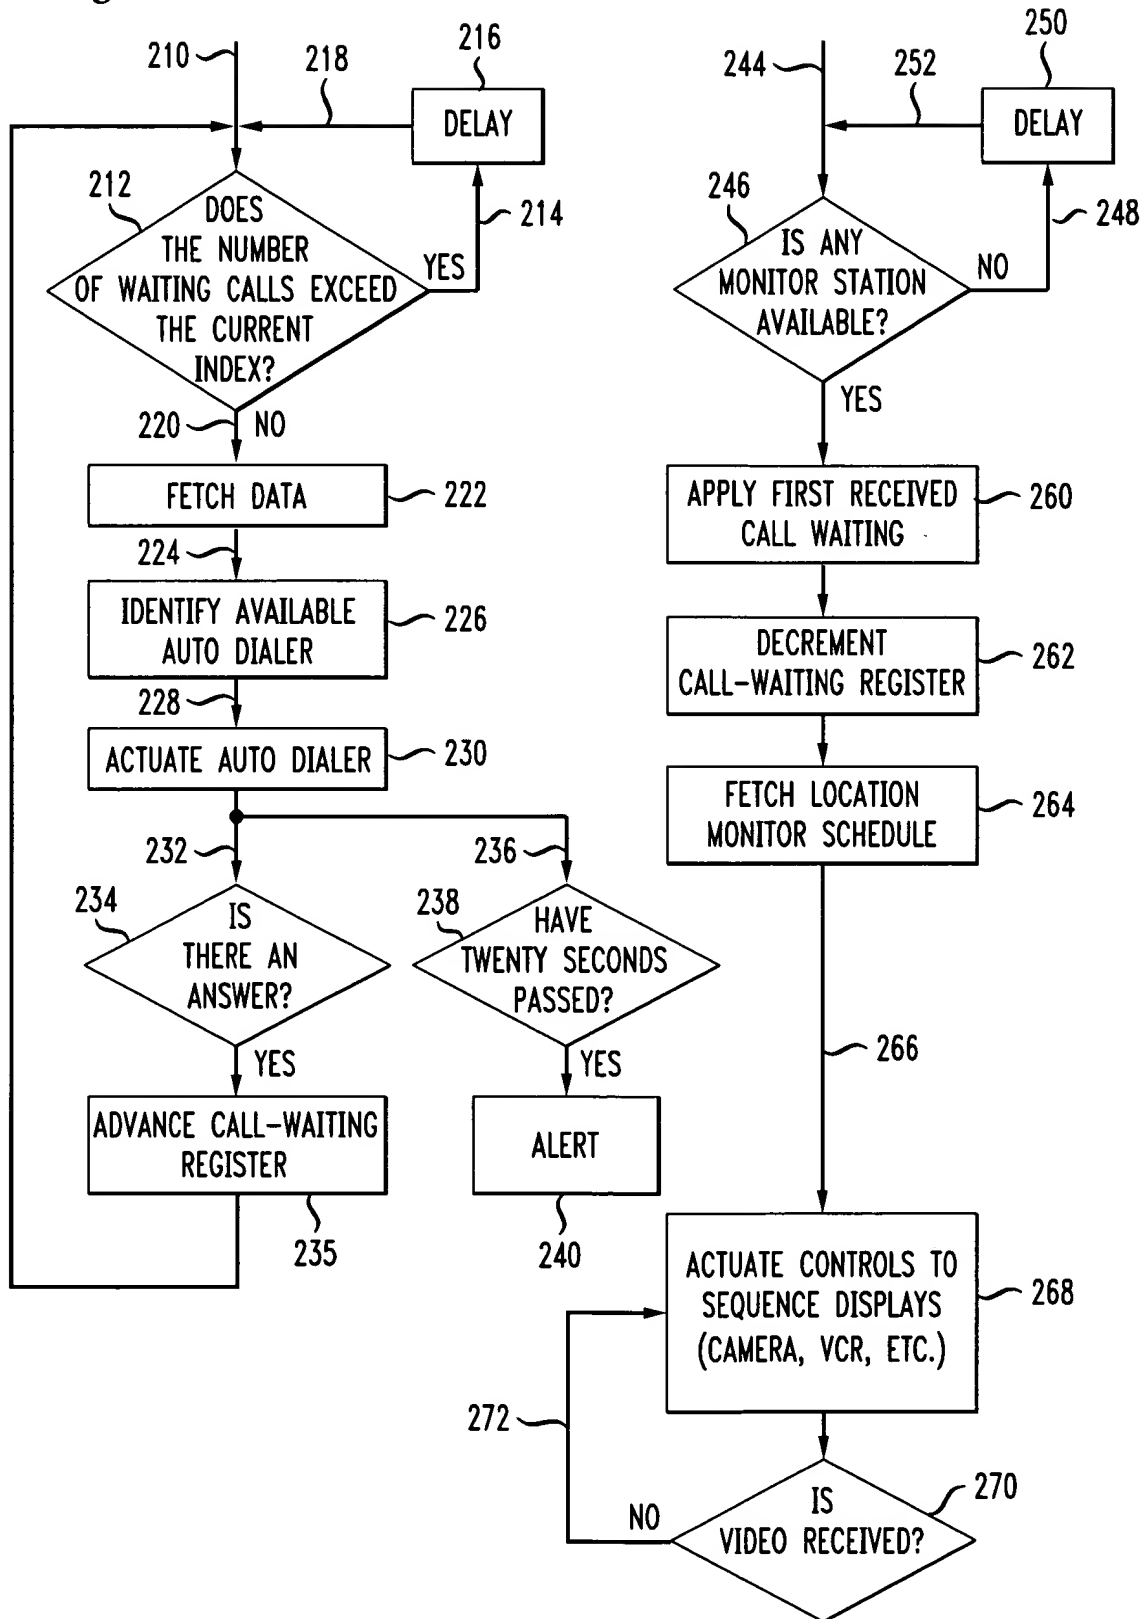 210
218
216
DELAY
212
DOES
THE NUMBER
OF WAITING CALLS EXCEED
THE CURRENT
INDEX?
YES
214
220
NO
FETCH DATA
222
224
IDENTIFY AVAILABLE
AUTO DIALER
226
228
ACTUATE AUTO DIALER
230
232
236
234
IS
THERE AN
ANSWER?
YES
238
HAVE
TWENTY SECONDS
PASSED?
YES
ADVANCE CALL-WAITING
REGISTER
235
ALERT
240
244
252
250
DELAY
246
IS ANY
MONITOR STATION
AVAILABLE?
NO
248
YES
APPLY FIRST RECEIVED
CALL WAITING
260
DECREMENT
CALL-WAITING REGISTER
262
FETCH LOCATION
MONITOR SCHEDULE
264
266
ACTUATE CONTROLS TO
SEQUENCE DISPLAYS
(CAMERA, VCR, ETC.)
268
272
NO
IS
VIDEO RECEIVED?
270